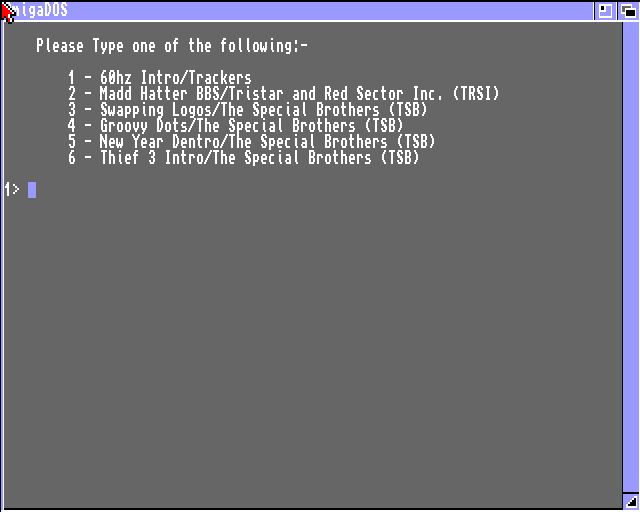 AmigaDOS
Please Type one of the following:-
1 - 60hz Intro/Trackers
2 - Madd Hatter BBS/Tristar and Red Sector Inc. (TRSI)
3 - Swapping Logos/The Special Brothers (TSB)
4 - Groovy Dots/The Special Brothers (TSB)
5 - New Year Dentro/The Special Brothers (TSB)
6 - Thief 3 Intro/The Special Brothers (TSB)
1>